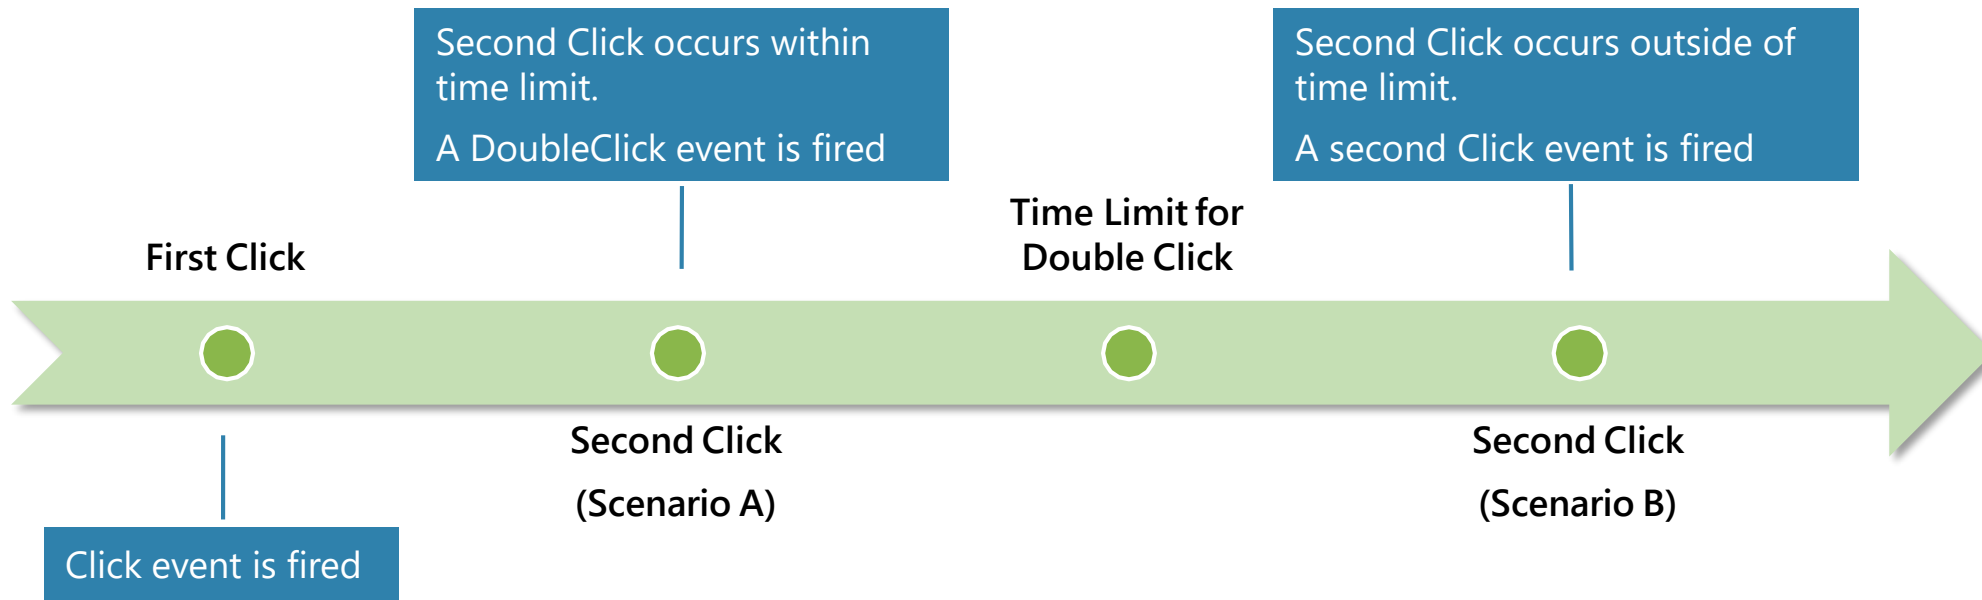 Second Click occurs within
time limit.
A DoubleClick event is fired
Second Click occurs outside of
time limit.
A second Click event is fired
First Click
Time Limit for
Double Click
Second Click
(Scenario A)
Second Click
(Scenario B)
Click event is fired